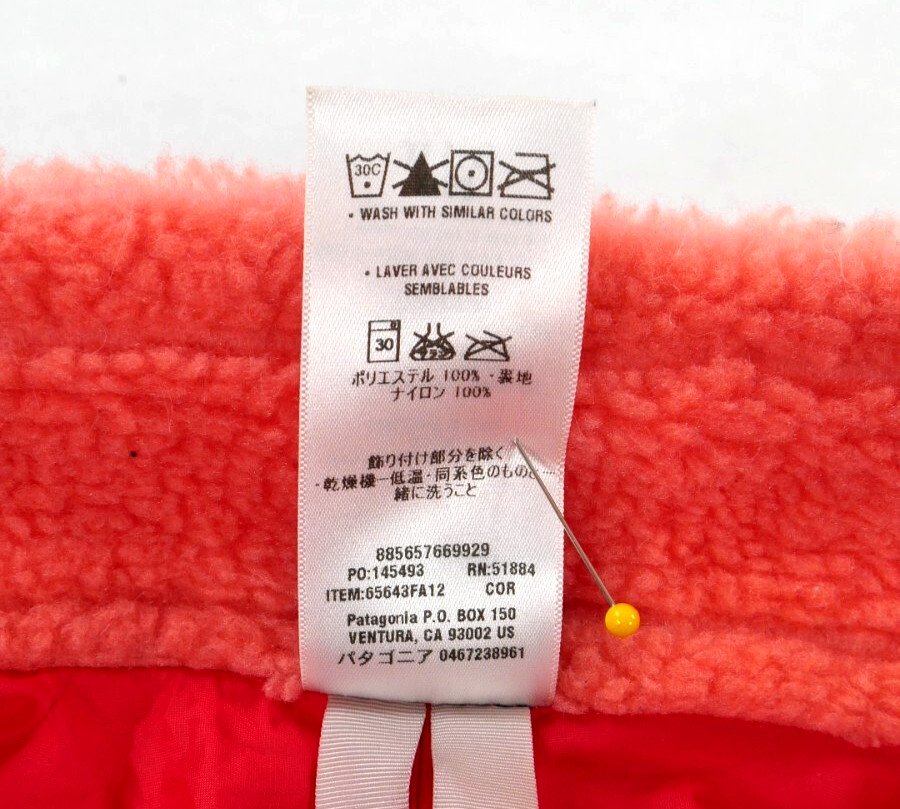 30C
• WASH WITH SIMILAR COLORS
• LAVER AVEC COULEURS
SEMBLABLES
30
ポリエステル 100%・裏地
ナイロン 100%
飾り付け部分を除く
・乾燥機ー低温・同系色のものと一
緒に洗うこと
885657669929
PO:145493 RN:51884
ITEM:65643FA12 COR
Patagonia P.O. BOX 150
VENTURA, CA 93002 US
パタゴニア 0467238961